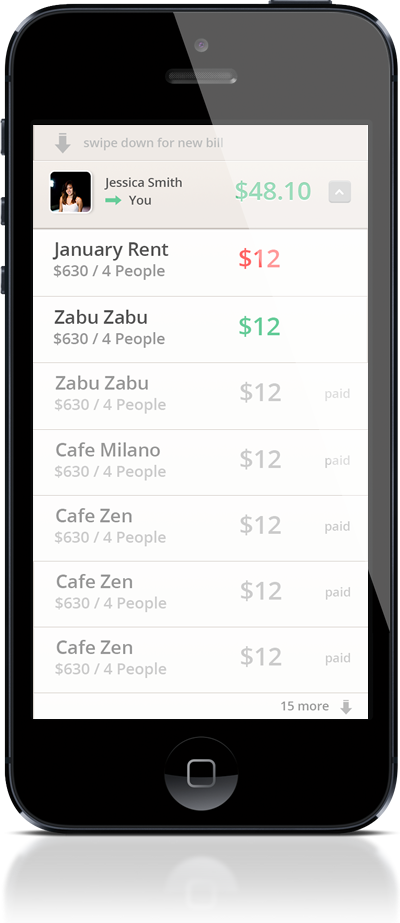 swipe down for new bill
Jessica Smith
You
$48.10
January Rent
$630 / 4 People
$12
Zabu Zabu
$630 / 4 People
$12
Zabu Zabu
$630 / 4 People
$12
paid
Cafe Milano
$630 / 4 People
$12
paid
Cafe Zen
$630 / 4 People
$12
paid
Cafe Zen
$630 / 4 People
$12
paid
Cafe Zen
$630 / 4 People
$12
paid
15 more